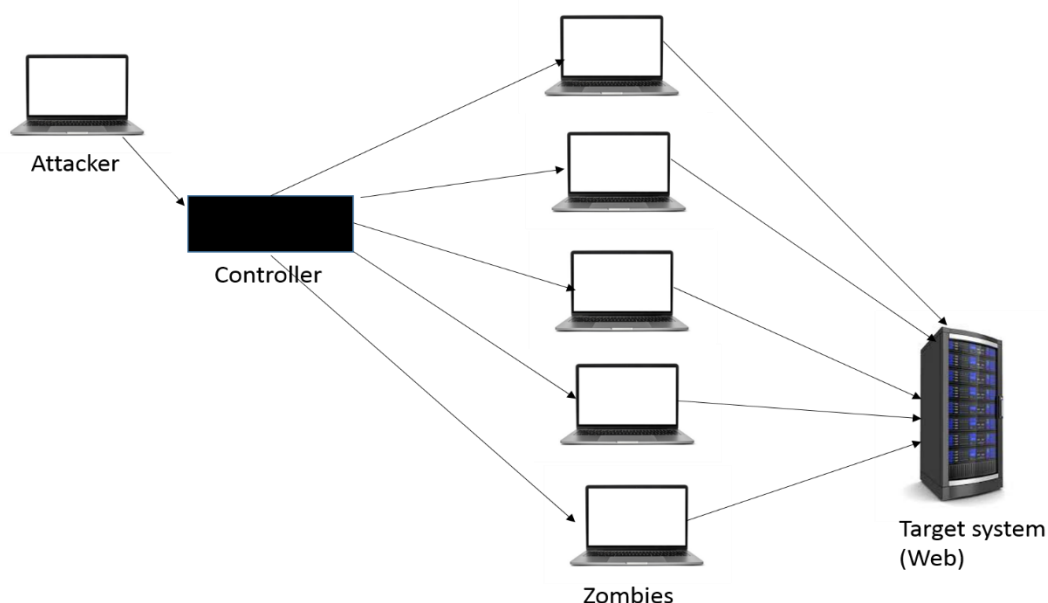 Attacker
Controller
Target system
(Web)
Zombies